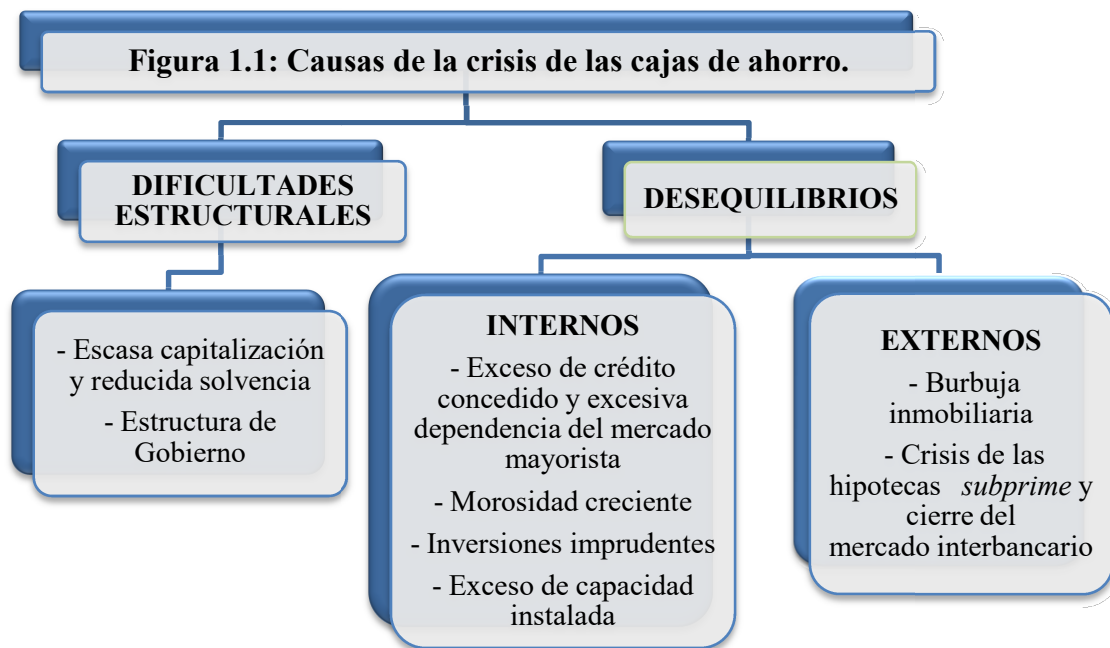 Figura 1.1: Causas de la crisis de las cajas de ahorro.
DIFICULTADES
ESTRUCTURALES
- Escasa capitalización
y reducida solvencia
- Estructura de
Gobierno
DESEQUILIBRIOS
INTERNOS
- Exceso de crédito
concedido y excesiva
dependencia del mercado
mayorista
- Morosidad creciente
- Inversiones imprudentes
- Exceso de capacidad
instalada
EXTERNOS
- Burbuja
inmobiliaria
- Crisis de las
hipotecas subprime y
cierre del
mercado interbancario